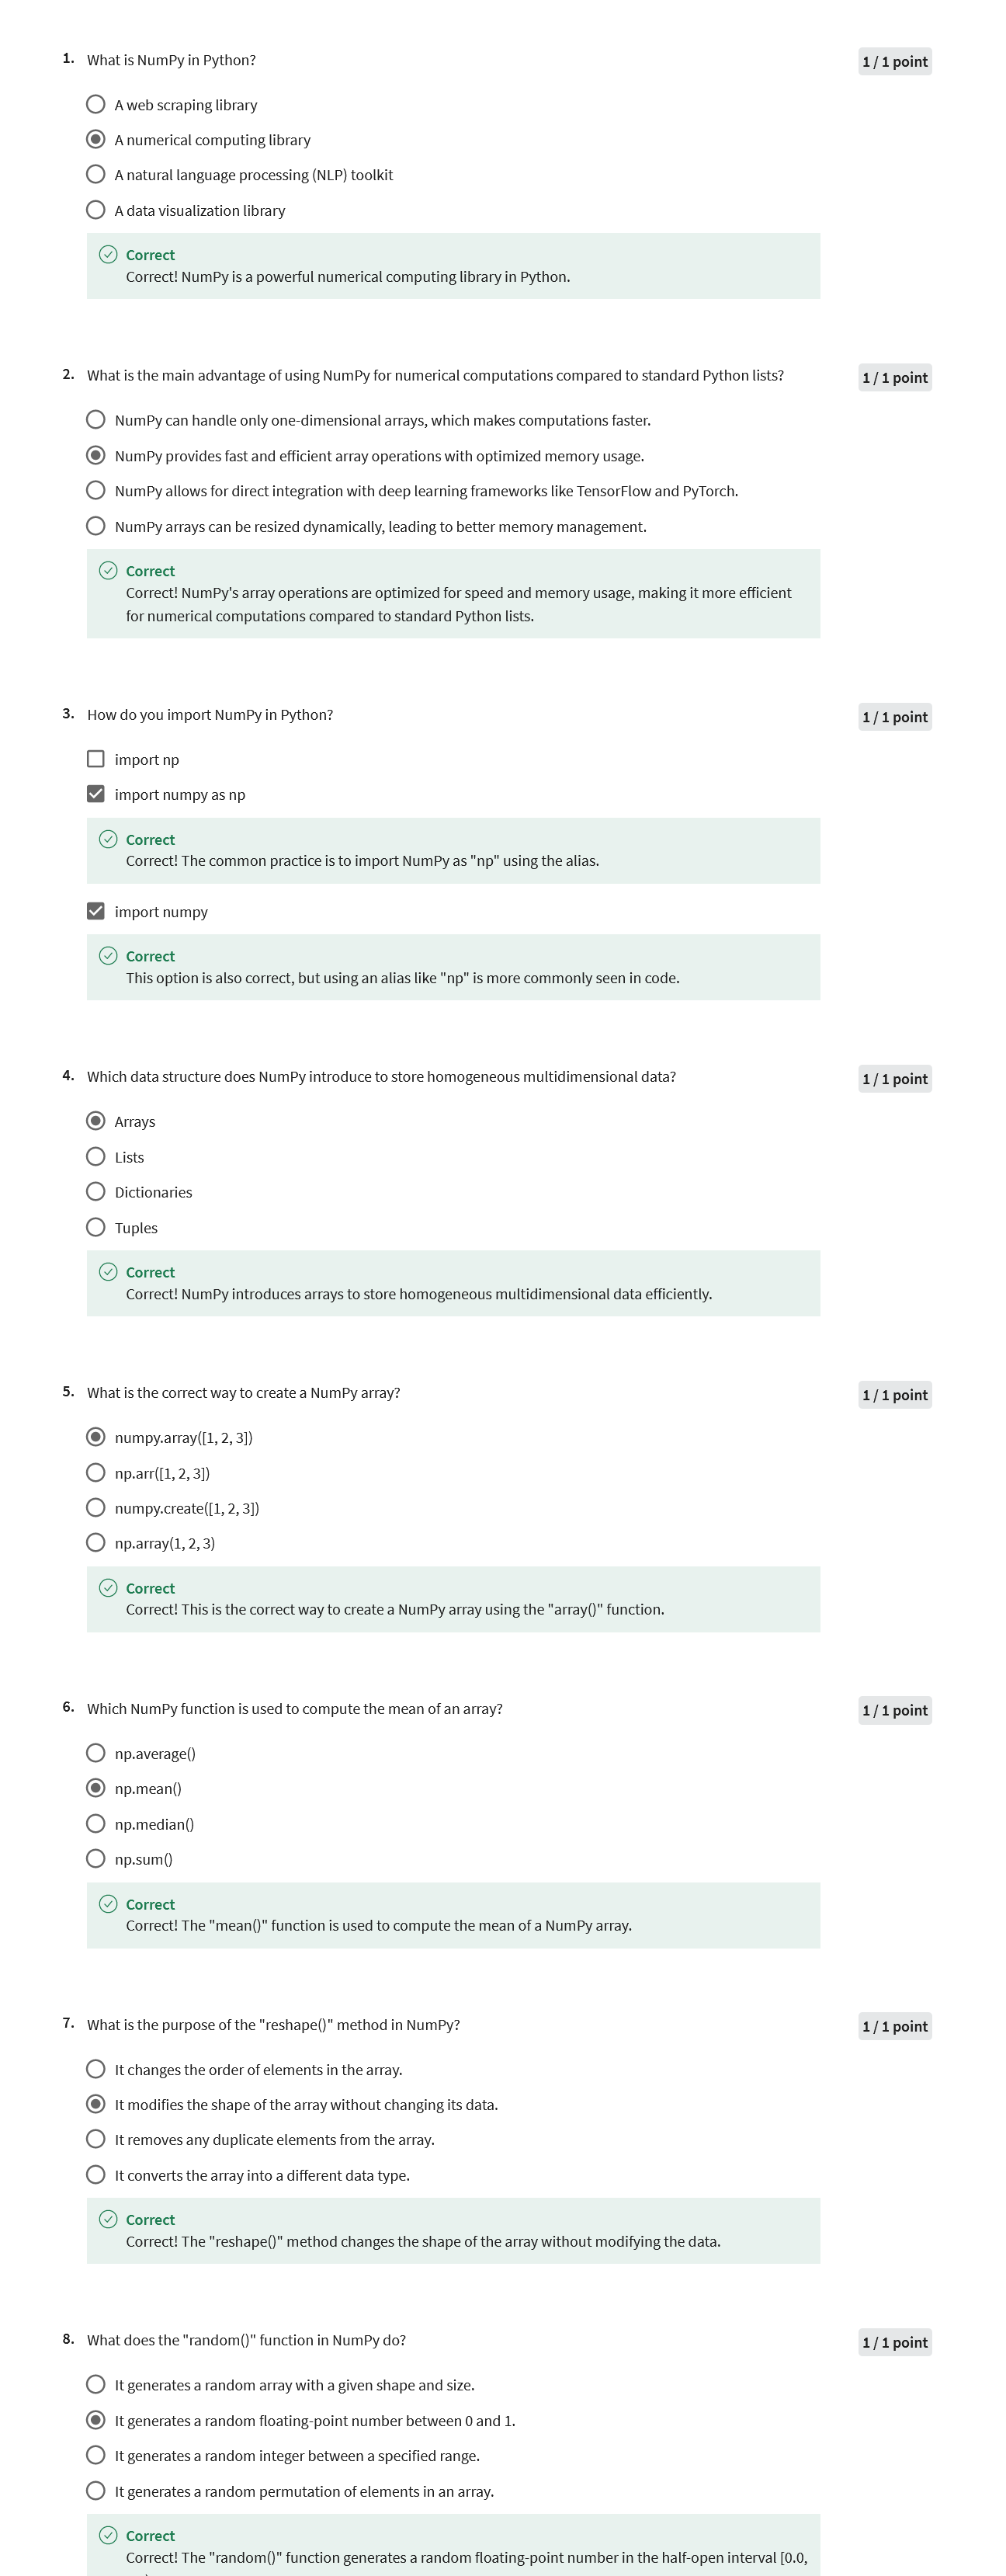 1. What is NumPy in Python?
1 / 1 point
A web scraping library
A numerical computing library
A natural language processing (NLP) toolkit
A data visualization library
Correct
Correct! NumPy is a powerful numerical computing library in Python.
2. What is the main advantage of using NumPy for numerical computations compared to standard Python lists?
1 / 1 point
NumPy can handle only one-dimensional arrays, which makes computations faster.
NumPy provides fast and efficient array operations with optimized memory usage.
NumPy allows for direct integration with deep learning frameworks like TensorFlow and PyTorch.
NumPy arrays can be resized dynamically, leading to better memory management.
Correct
Correct! NumPy's array operations are optimized for speed and memory usage, making it more efficient
for numerical computations compared to standard Python lists.
3. How do you import NumPy in Python?
1 / 1 point
import np
import numpy as np
Correct
Correct! The common practice is to import NumPy as "np" using the alias.
import numpy
Correct
This option is also correct, but using an alias like "np" is more commonly seen in code.
4. Which data structure does NumPy introduce to store homogeneous multidimensional data?
1 / 1 point
Arrays
Lists
Dictionaries
Tuples
Correct
Correct! NumPy introduces arrays to store homogeneous multidimensional data efficiently.
5. What is the correct way to create a NumPy array?
1 / 1 point
numpy.array([1, 2, 3])
np.arr([1, 2, 3])
numpy.create([1, 2, 3])
np.array(1, 2, 3)
Correct
Correct! This is the correct way to create a NumPy array using the "array()" function.
6. Which NumPy function is used to compute the mean of an array?
1 / 1 point
np.average()
np.mean()
np.median()
np.sum()
Correct
Correct! The "mean()" function is used to compute the mean of a NumPy array.
7. What is the purpose of the "reshape()" method in NumPy?
1 / 1 point
It changes the order of elements in the array.
It modifies the shape of the array without changing its data.
It removes any duplicate elements from the array.
It converts the array into a different data type.
Correct
Correct! The "reshape()" method changes the shape of the array without modifying the data.
8. What does the "random()" function in NumPy do?
1 / 1 point
It generates a random array with a given shape and size.
It generates a random floating-point number between 0 and 1.
It generates a random integer between a specified range.
It generates a random permutation of elements in an array.
Correct
Correct! The "random()" function generates a random floating-point number in the half-open interval [0.0,